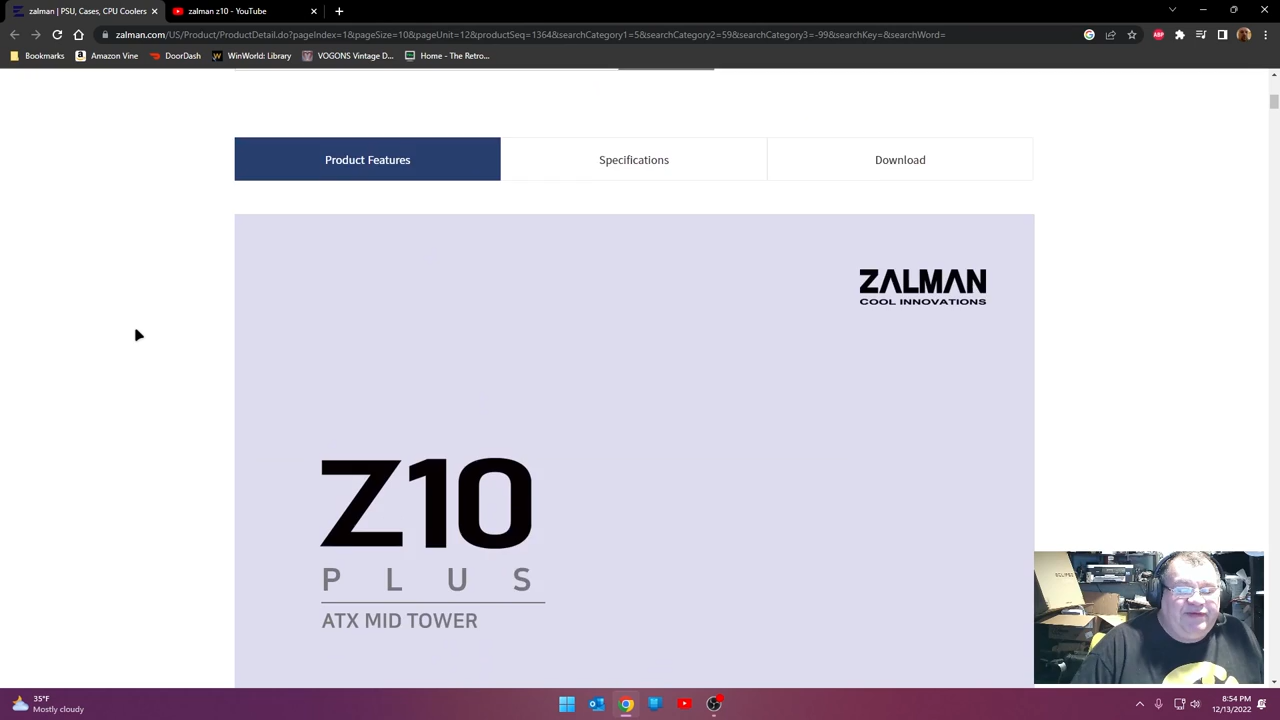 zalman | PSU, Cases, CPU Coolers
zalman z10 - YouTube
zalman.com/US/Product/ProductDetail.do?pageIndex=1&pageSize=10&pageUnit=12&productSeq=1364&searchCategory1=5&searchCategory2=59&searchCategory3=-99&searchKey=&searchWord=
Bookmarks
Amazon Vine
DoorDash
WinWorld: Library
VOGONS Vintage D...
Home - The Retro...
Product Features
Specifications
Download
ZALMAN
COOL INNOVATIONS
Z10
PLUS
ATX MID TOWER
35°F
Mostly cloudy
8:54 PM
12/13/2022